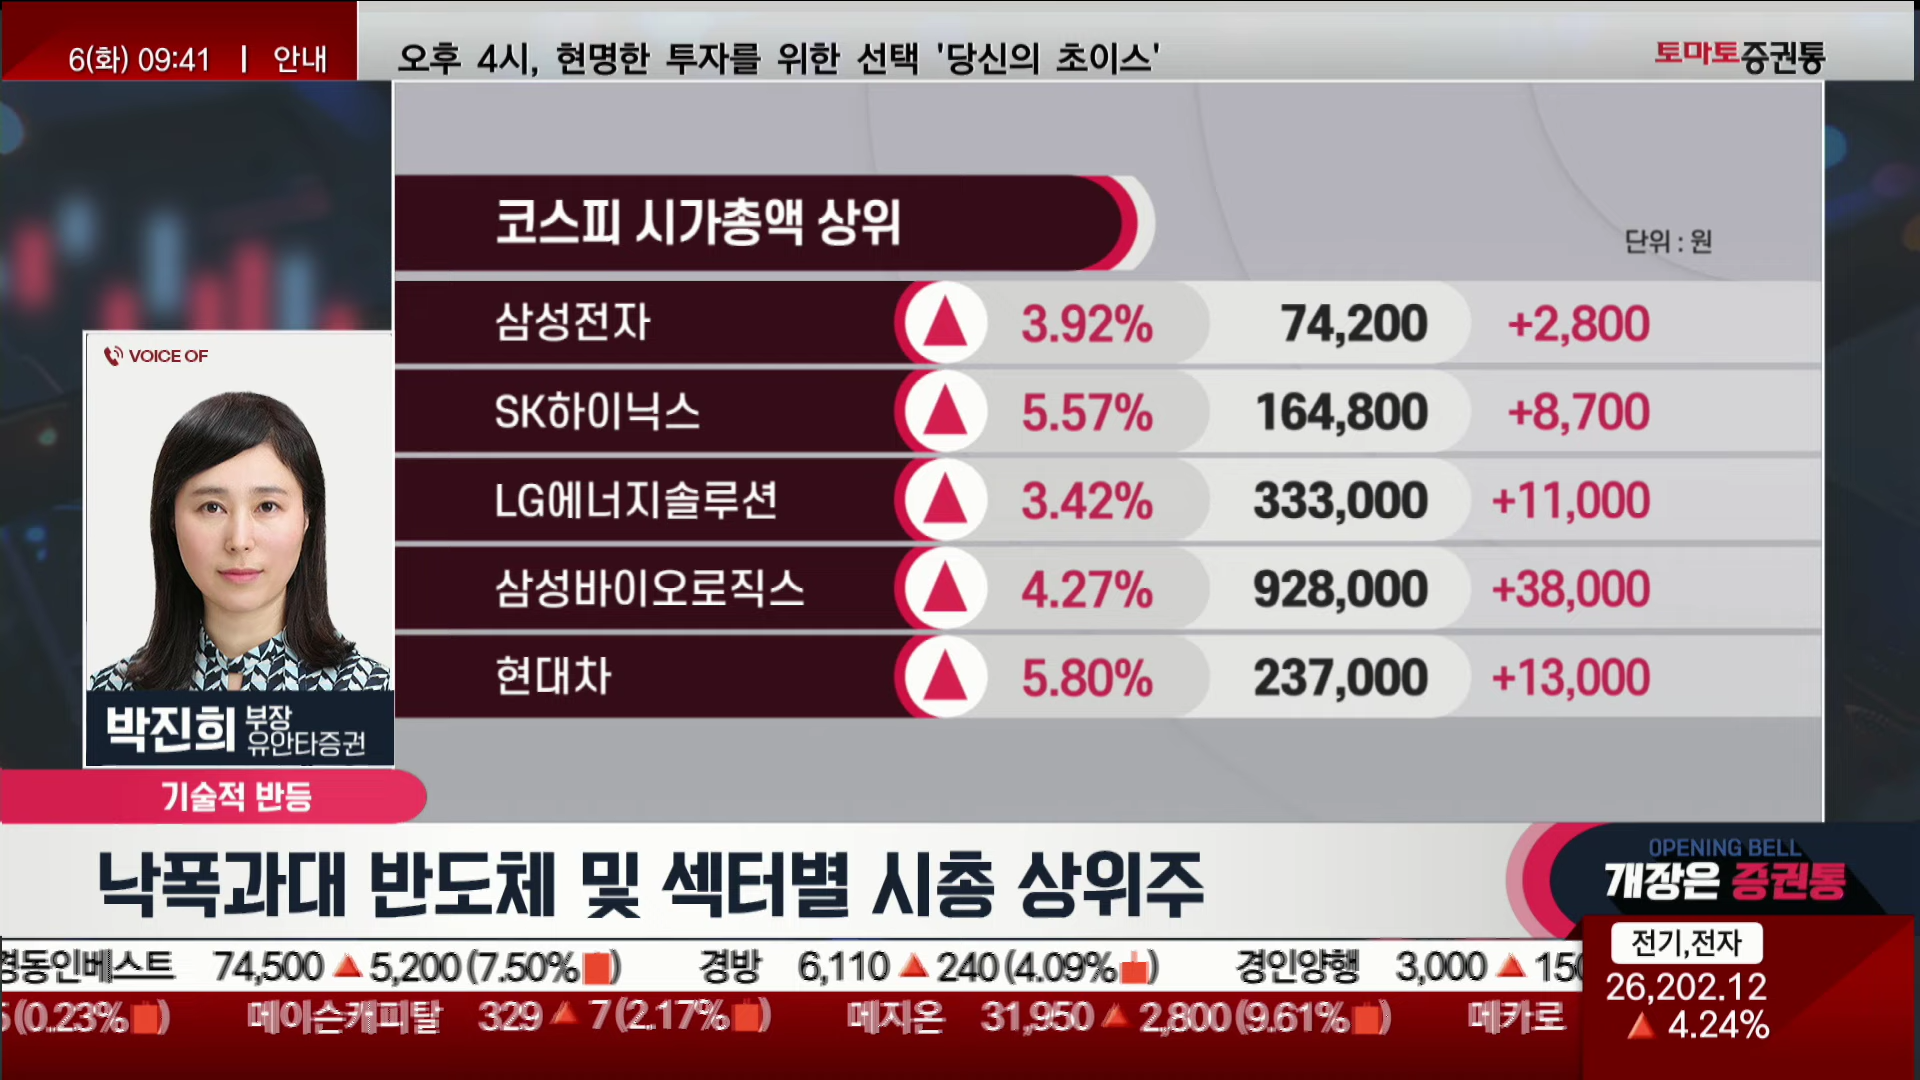 6(화) 09:41 | 안내
오후 4시, 현명한 투자를 위한 선택 '당신의 초이스'
토마토증권통
코스피 시가총액 상위
단위 : 원
삼성전자 ▲ 3.92% 74,200 +2,800
SK하이닉스 ▲ 5.57% 164,800 +8,700
LG에너지솔루션 ▲ 3.42% 333,000 +11,000
삼성바이오로직스 ▲ 4.27% 928,000 +38,000
현대차 ▲ 5.80% 237,000 +13,000
VOICE OF
박진희 부장
유안타증권
기술적 반등
낙폭과대 반도체 및 섹터별 시총 상위주
OPENING BELL
개장은 증권통
경동인베스트 74,500 ▲ 5,200 (7.50%) 경방 6,110 ▲ 240 (4.09%) 경인양행 3,000 ▲ 150
(0.23%) 메이슨캐피탈 329 ▲ 7 (2.17%) 메지온 31,950 ▲ 2,800 (9.61%) 메카로
전기,전자
26,202.12
▲ 4.24%